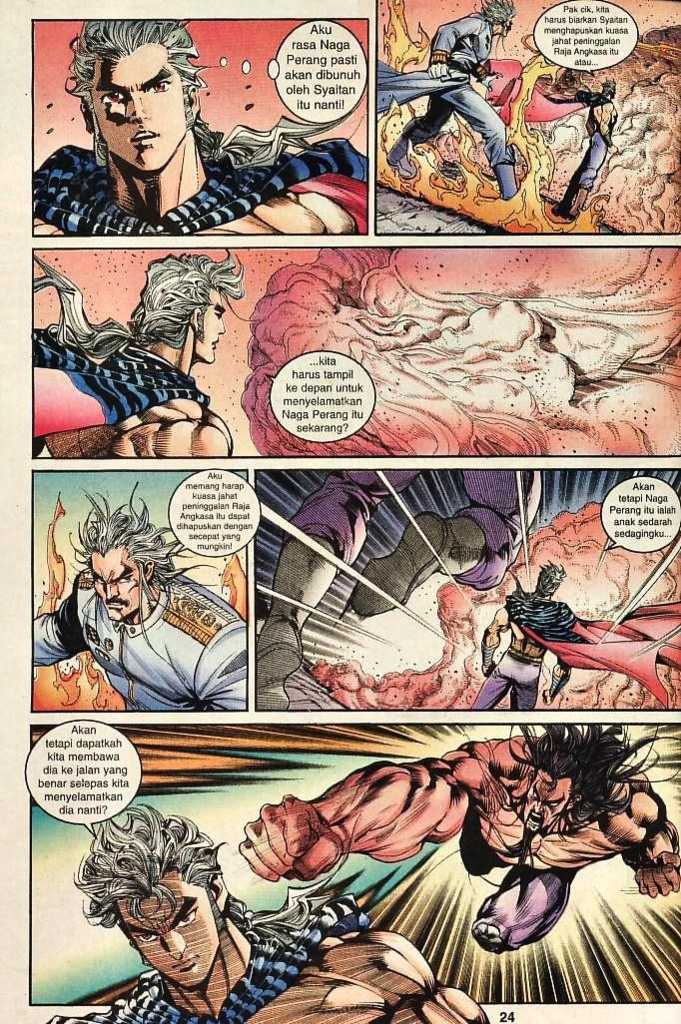 Aku
rasa Naga
Perang pasti
akan dibunuh
oleh Syaitan
itu nanti!
Pak cik, kita
harus biarkan Syaitan
menghapuskan kuasa
jahat peninggalan
Raja Angkasa itu
atau...
...kita
harus tampil
ke depan untuk
menyelamatkan
Naga Perang itu
sekarang?
Aku
memang harap
kuasa jahat
peninggalan Raja
Angkasa itu dapat
dihapuskan dengan
secepat yang
mungkin!
Akan
tetapi Naga
Perang itu ialah
anak sedarah
sedagingku...
Akan
tetapi dapatkah
kita membawa
dia ke jalan yang
benar selepas kita
menyelamatkan
dia nanti?
24